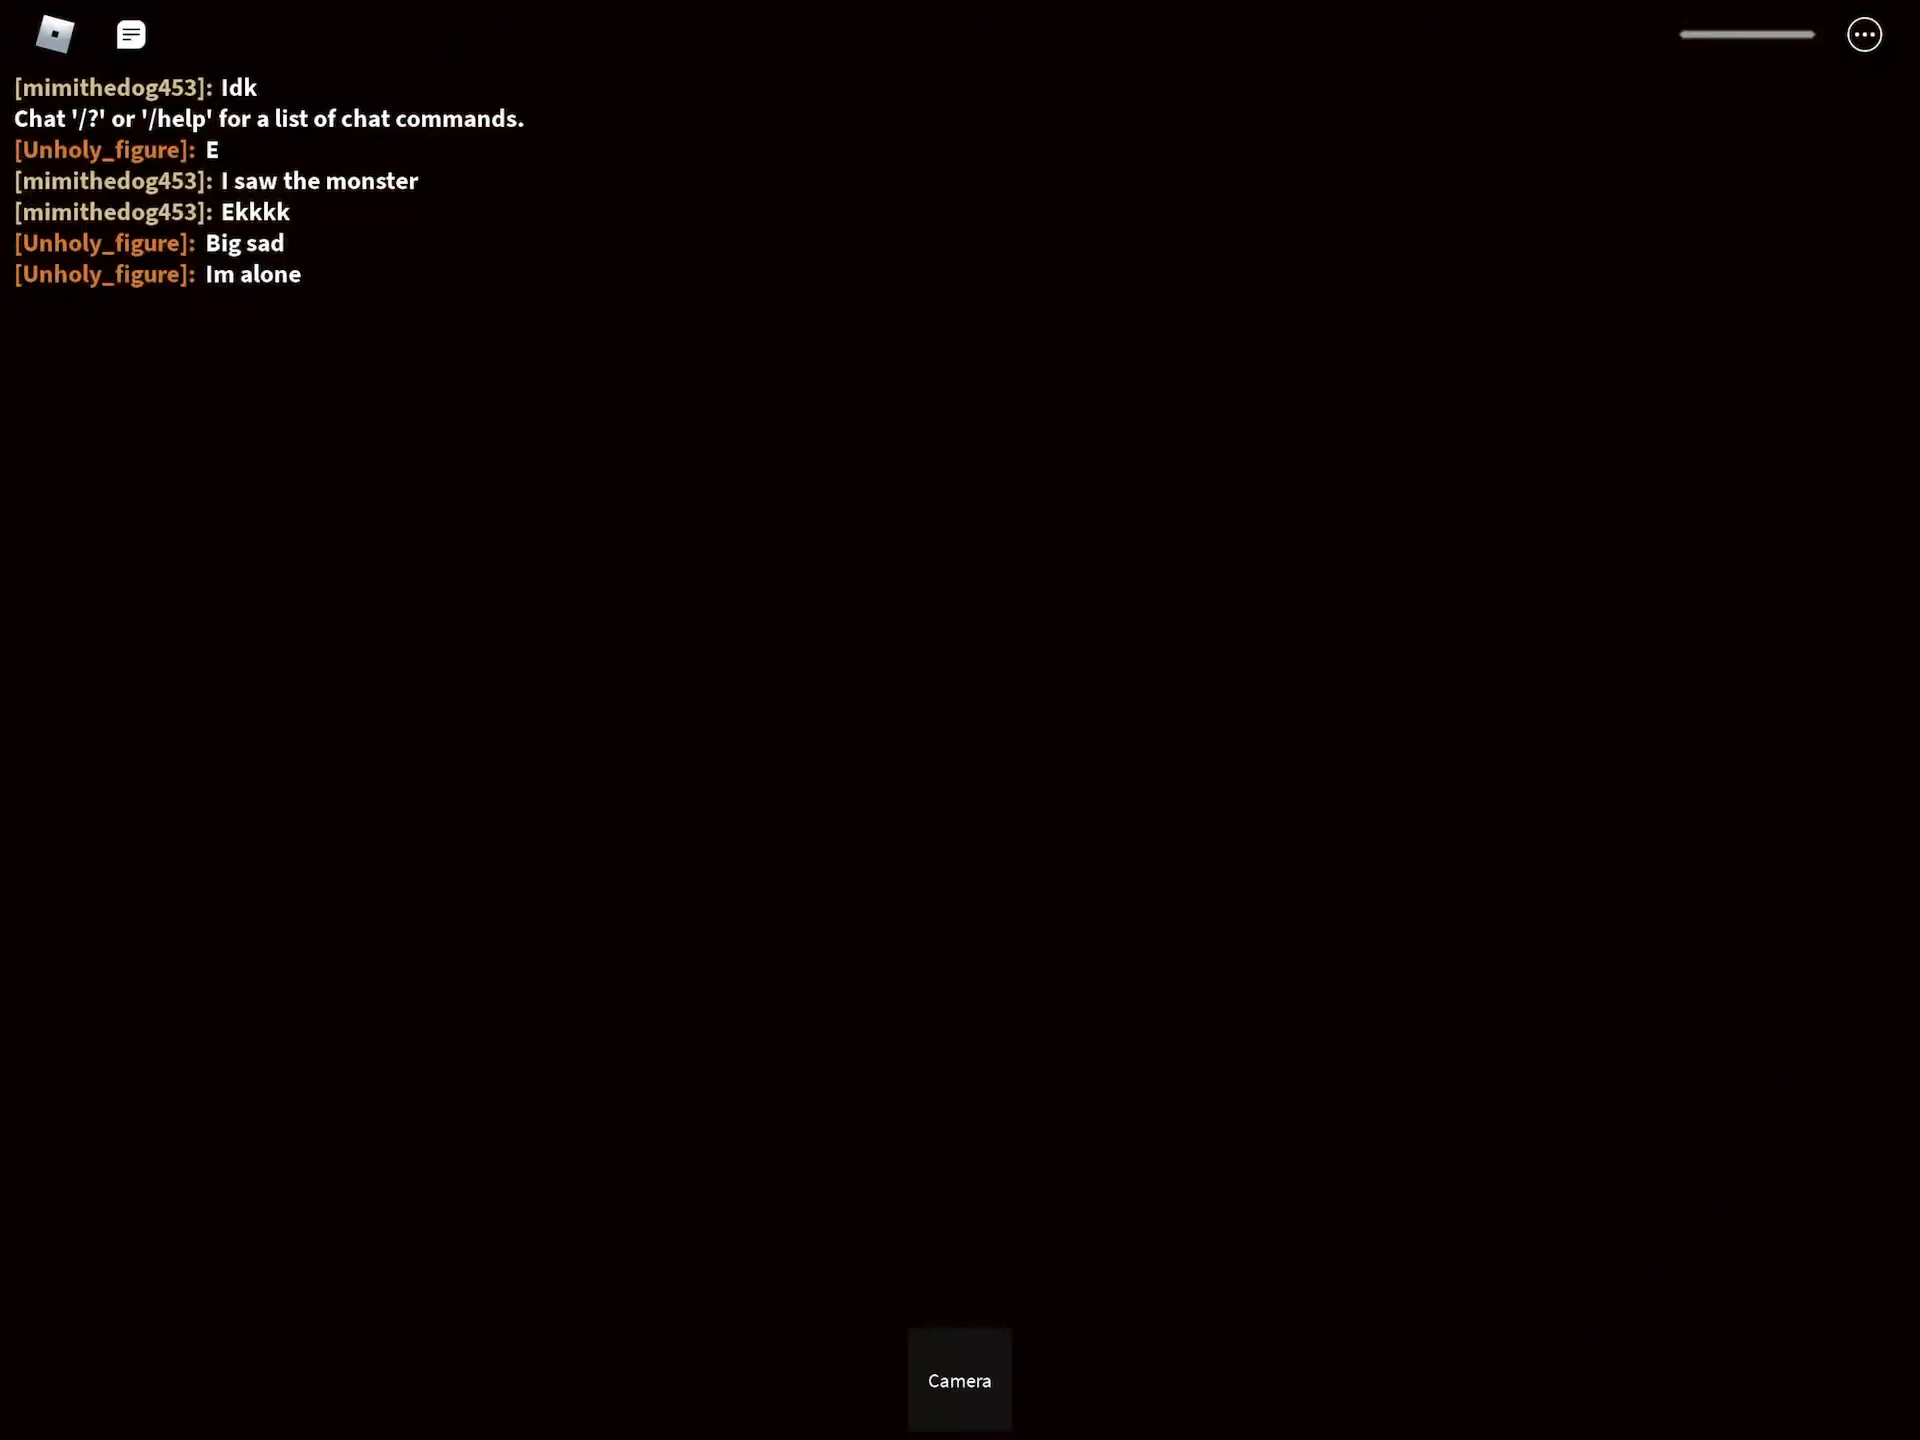 [mimithedog453]: Idk
Chat '/?' or '/help' for a list of chat commands.
[Unholy_figure]: E
[mimithedog453]: I saw the monster
[mimithedog453]: Ekkkk
[Unholy_figure]: Big sad
[Unholy_figure]: Im alone
Camera